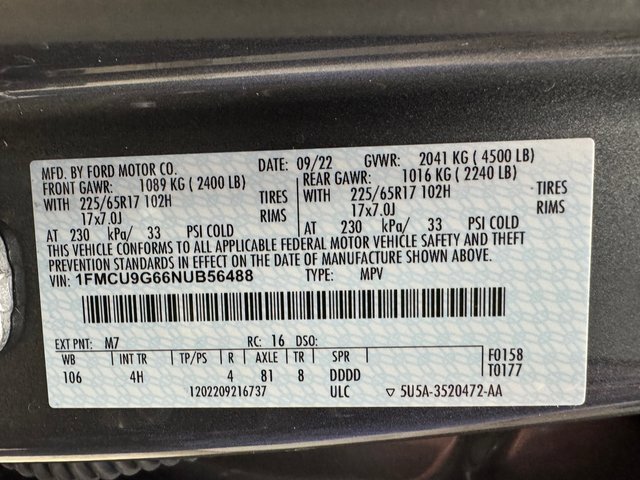 MFD. BY FORD MOTOR CO. DATE: 09/22 GVWR: 2041 KG ( 4500 LB)
FRONT GAWR: 1089 KG ( 2400 LB) REAR GAWR: 1016 KG ( 2240 LB)
WITH 225/65R17 102H TIRES WITH 225/65R17 102H TIRES
17x7.0J RIMS 17x7.0J RIMS
AT 230 kPa/ 33 PSI COLD AT 230 kPa/ 33 PSI COLD
THIS VEHICLE CONFORMS TO ALL APPLICABLE FEDERAL MOTOR VEHICLE SAFETY AND THEFT
PREVENTION STANDARDS IN EFFECT ON THE DATE OF MANUFACTURE SHOWN ABOVE.
VIN: 1FMCU9G66NUB56488 TYPE: MPV
EXT PNT: M7 RC: 16 DSO:
WB INT TR TP/PS R AXLE TR SPR F0158
106 4H 4 81 8 DDDD T0177
1202209216737 ULC ▽ 5U5A-3520472-AA